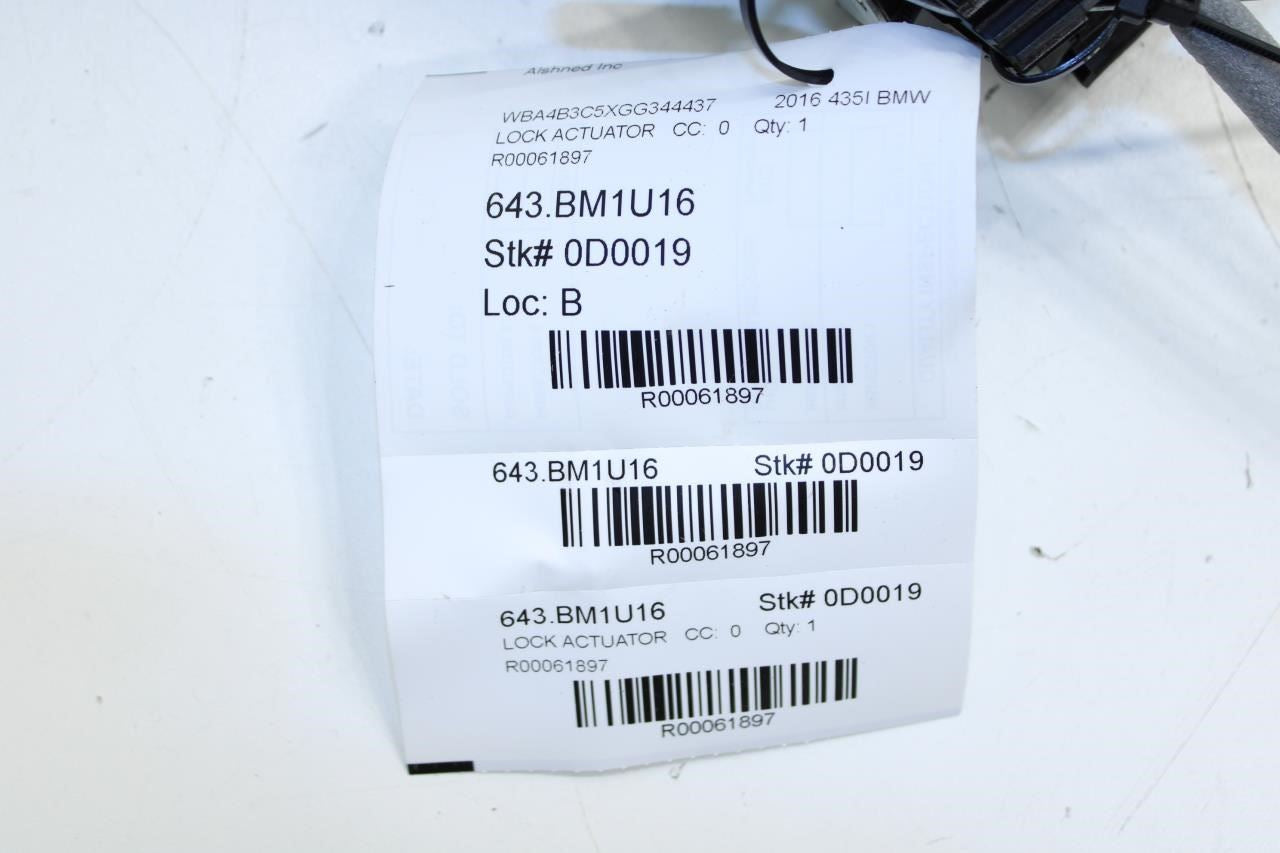 Alshned Inc
WBA4B3C5XGG344437 2016 435I BMW
LOCK ACTUATOR CC: 0 Qty: 1
R00061897
643.BM1U16
Stk# 0D0019
Loc: B
R00061897
643.BM1U16 Stk# 0D0019
R00061897
643.BM1U16 Stk# 0D0019
LOCK ACTUATOR CC: 0 Qty: 1
R00061897
R00061897